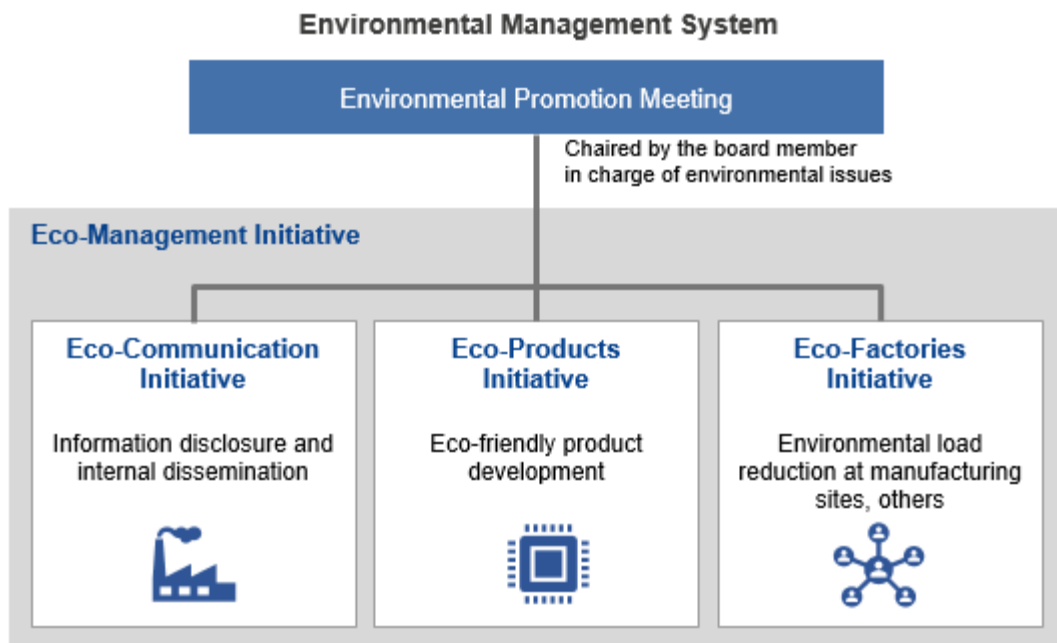 Environmental Management System
Environmental Promotion Meeting
Chaired by the board member
in charge of environmental issues
Eco-Management Initiative
Eco-Communication
Initiative
Information disclosure and
internal dissemination
Eco-Products
Initiative
Eco-friendly product
development
Eco-Factories
Initiative
Environmental load
reduction at manufacturing
sites, others